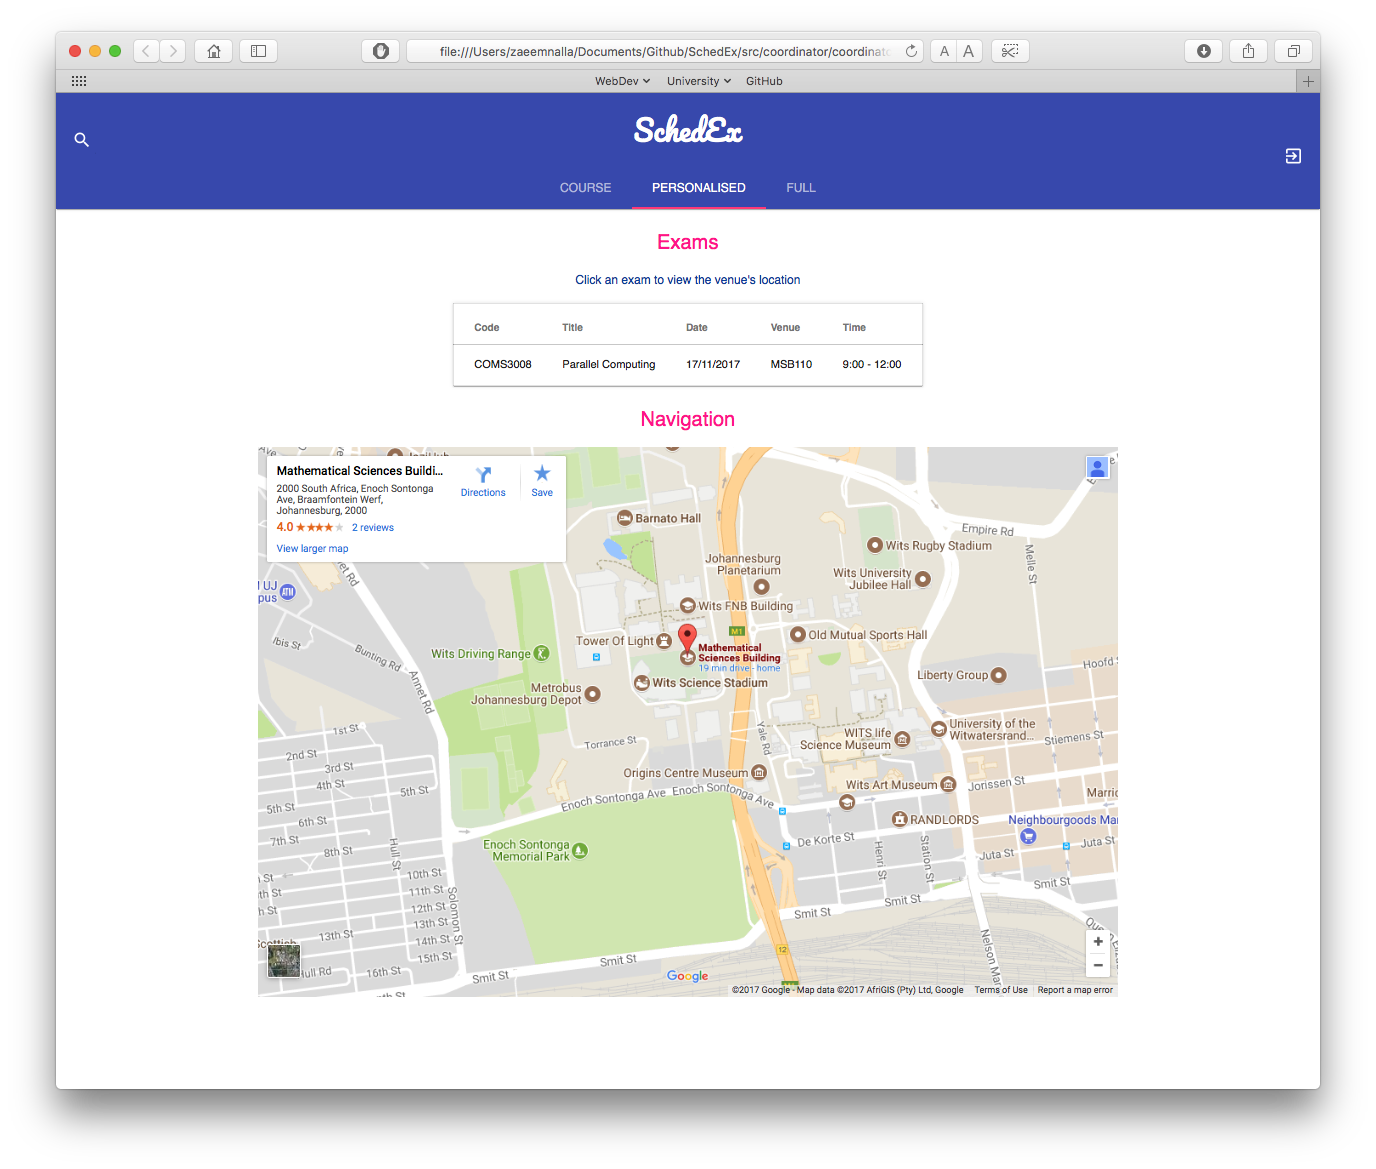 file:///Users/zaeemnalla/Documents/Github/SchedEx/src/coordinator/coordinato
A A
WebDev University GitHub
SchedEx
COURSE PERSONALISED FULL
Exams
Click an exam to view the venue's location
Code Title Date Venue Time
COMS3008 Parallel Computing 17/11/2017 MSB110 9:00 - 12:00
Navigation
Mathematical Sciences Buildi...
2000 South Africa, Enoch Sontonga
Ave, Braamfontein Werf,
Johannesburg, 2000
4.0 2 reviews
View larger map
Directions
Save
Barnato Hall
Empire Rd
Wits Rugby Stadium
Melle St
Johannesburg
Planetarium
Wits University
Jubilee Hall
UJ
pus
ATH
Wits FNB Building
M1
Old Mutual Sports Hall
Tower Of Light
Mathematical
Sciences Building
19 min drive - home
Ibis St
Bunting Rd
Annet Rd
Wits Driving Range
Hoofd S
Liberty Group
Wits Science Stadium
Metrobus
Johannesburg Depot
Yale Rd
University of the
Witwatersrand...
WITS life
Science Museum
Stiemens St
1st St
2nd St
3rd St
4th St
5th St
5th St
6th St
7th St
8th St
Hull St
Torrance St
Origins Centre Museum
Wits Art Museum
Jorissen St
Marric
Enoch Sontonga Ave Enoch Sontonga Ave
RANDLORDS
Neighbourgoods Mar
De Korte St
Henri St
Station St
Juta St
Juta St
Enoch Sontonga
Memorial Park
10th St
11th St
12th St
13th St
14th St
15th St
13th St
16th St
Solomon St
Smit St
Smit St
Smit St
Smit St
Nelson Man
Scottish
Hull Rd
th St
12
+
−
Google
©2017 Google - Map data ©2017 AfriGIS (Pty) Ltd, Google Terms of Use Report a map error